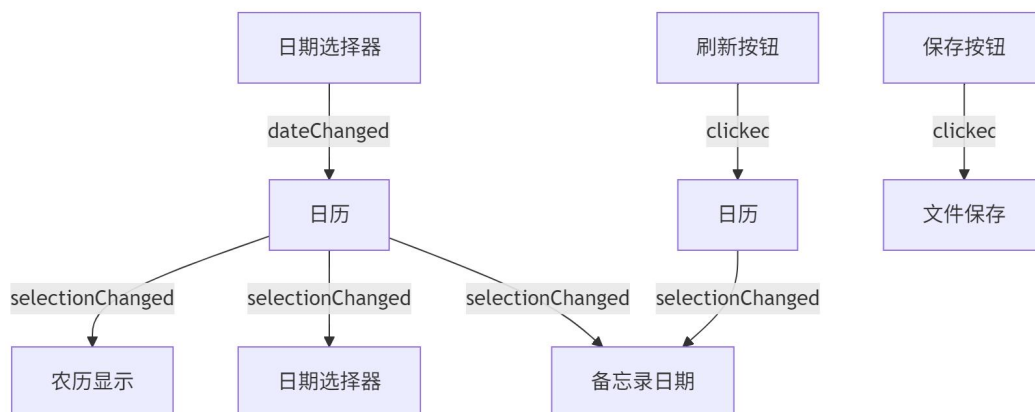 日期选择器
刷新按钮
保存按钮
dateChanged
clicked
clicked
日历
日历
文件保存
selectionChanged
selectionChanged
selectionChanged
selectionChanged
农历显示
日期选择器
备忘录日期